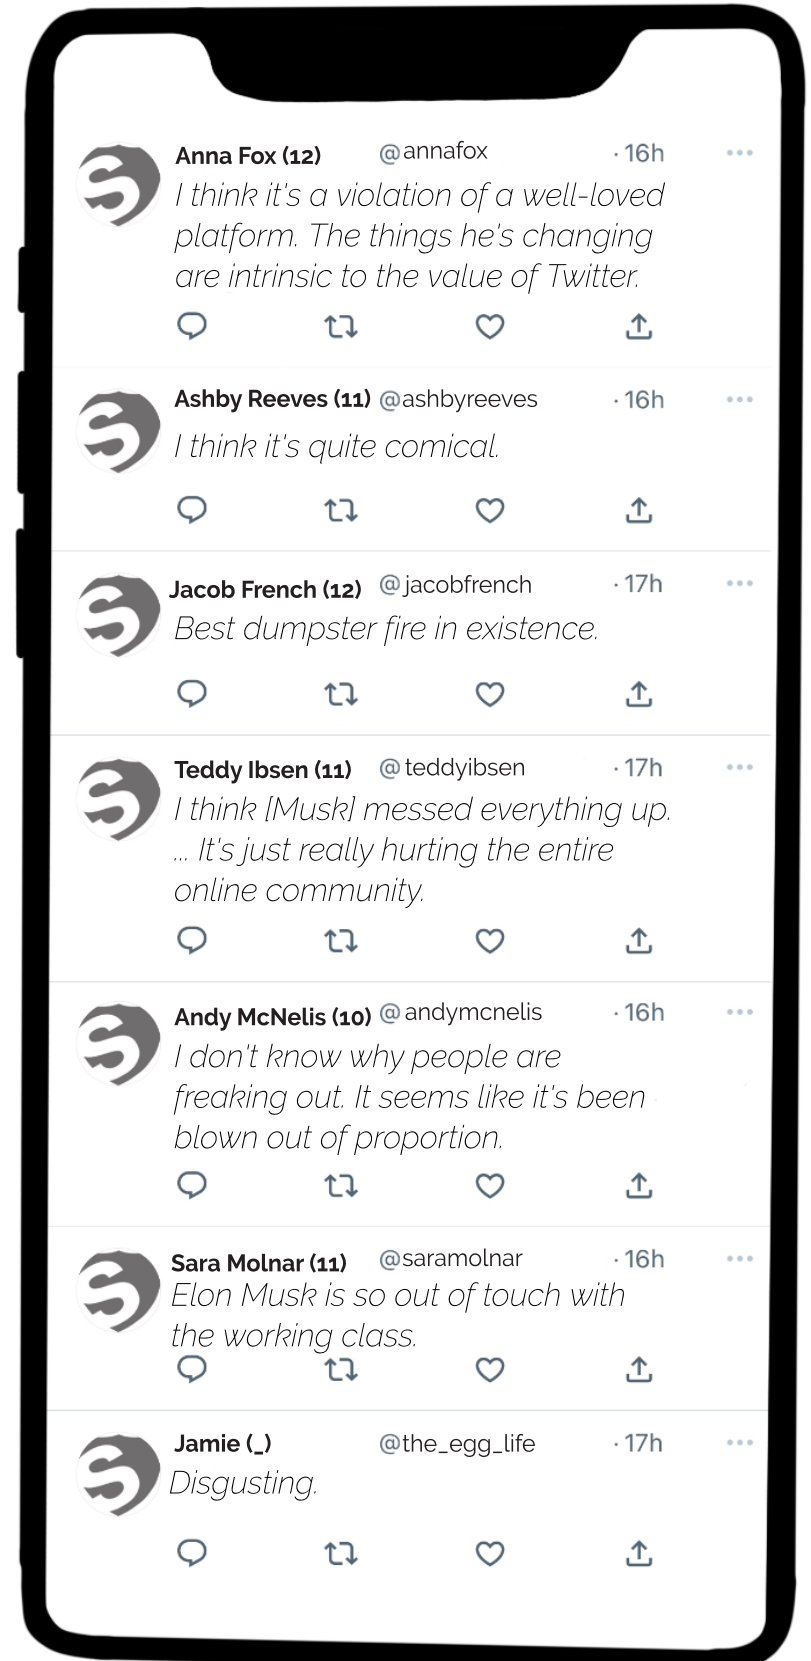 Anna Fox (12) @annafox · 16h ...
I think it's a violation of a well-loved
platform. The things he's changing
are intrinsic to the value of Twitter.
Ashby Reeves (11) @ashbyreeves · 16h ...
I think it's quite comical.
Jacob French (12) @jacobfrench · 17h ...
Best dumpster fire in existence.
Teddy Ibsen (11) @teddyibsen · 17h ...
I think [Musk] messed everything up.
... It's just really hurting the entire
online community.
Andy McNelis (10) @andymcnelis · 16h ...
I don't know why people are
freaking out. It seems like it's been
blown out of proportion.
Sara Molnar (11) @saramolnar · 16h ...
Elon Musk is so out of touch with
the working class.
Jamie (_) @the_egg_life · 17h ...
Disgusting.